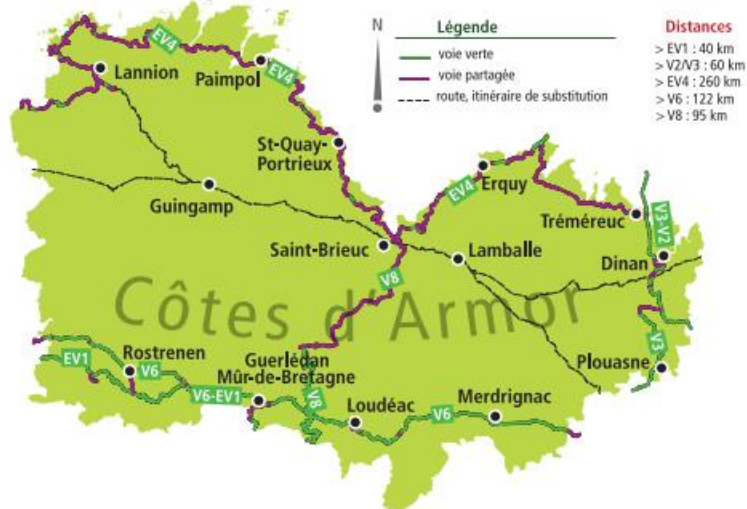 N
Légende
voie verte
voie partagée
route, itinéraire de substitution
Distances
> EV1 : 40 km
> V2/V3 : 60 km
> EV4 : 260 km
> V6 : 122 km
> V8 : 95 km
EV4
Lannion
Paimpol
EV4
St-Quay-
Portrieux
Guingamp
Erquy
EV4
Trémereuc
V3-V2
Saint-Brieuc
Lamballe
Dinan
V8
Côtes d'Armor
Rostrenen
EV1
V6
Guerlédan
Mûr-de-Bretagne
V6-EV1
V8
Loudéac
V6
Merdrignac
Plouasne
V3